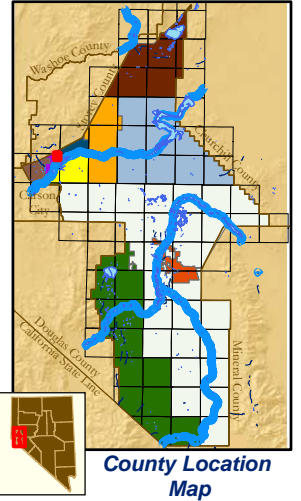 Washoe County
Storey County
Churchill County
Carson
City
Douglas County
California State Line
Mineral County
County Location
Map